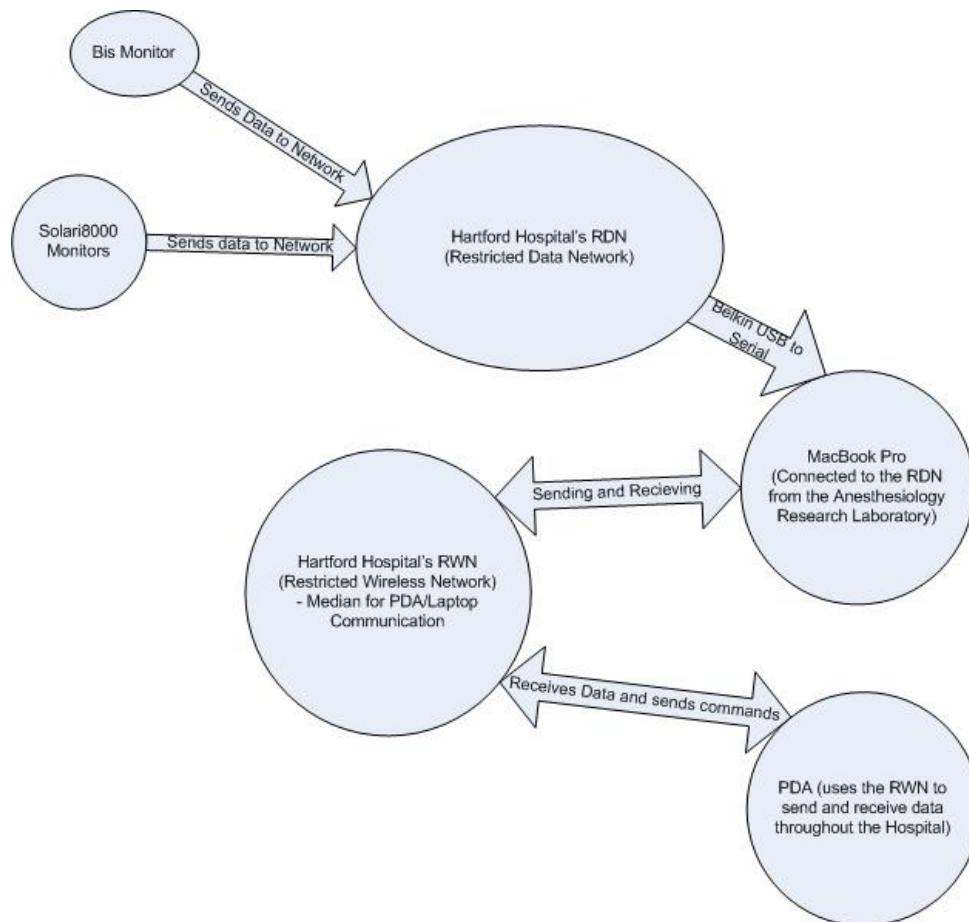 Bis Monitor
Sends Data to Network
Solari8000
Monitors
Sends data to Network
Hartford Hospital's RDN
(Restricted Data Network)
Belkin USB to
Serial
MacBook Pro
(Connected to the RDN
from the Anesthesiology
Research Laboratory)
Sending and Recieving
Hartford Hospital's RWN
(Restricted Wireless Network)
- Median for PDA/Laptop
Communication
Receives Data and sends commands
PDA (uses the RWN to
send and receive data
throughout the Hospital)